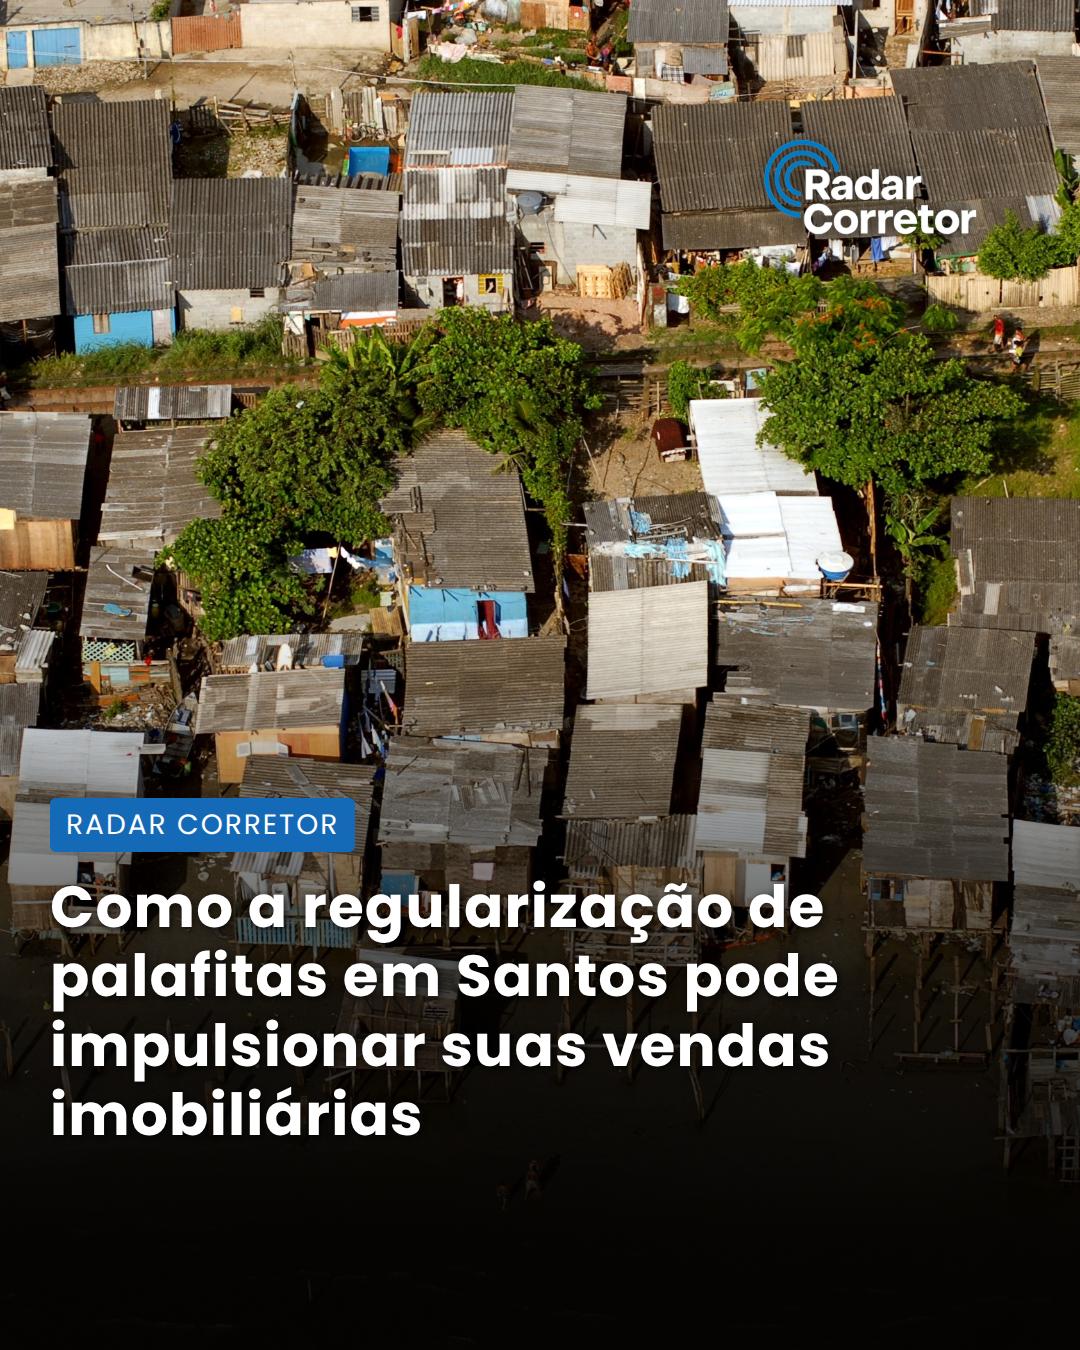 Radar
Corretor
RADAR CORRETOR
Como a regularização de
palafitas em Santos pode
impulsionar suas vendas
imobiliárias